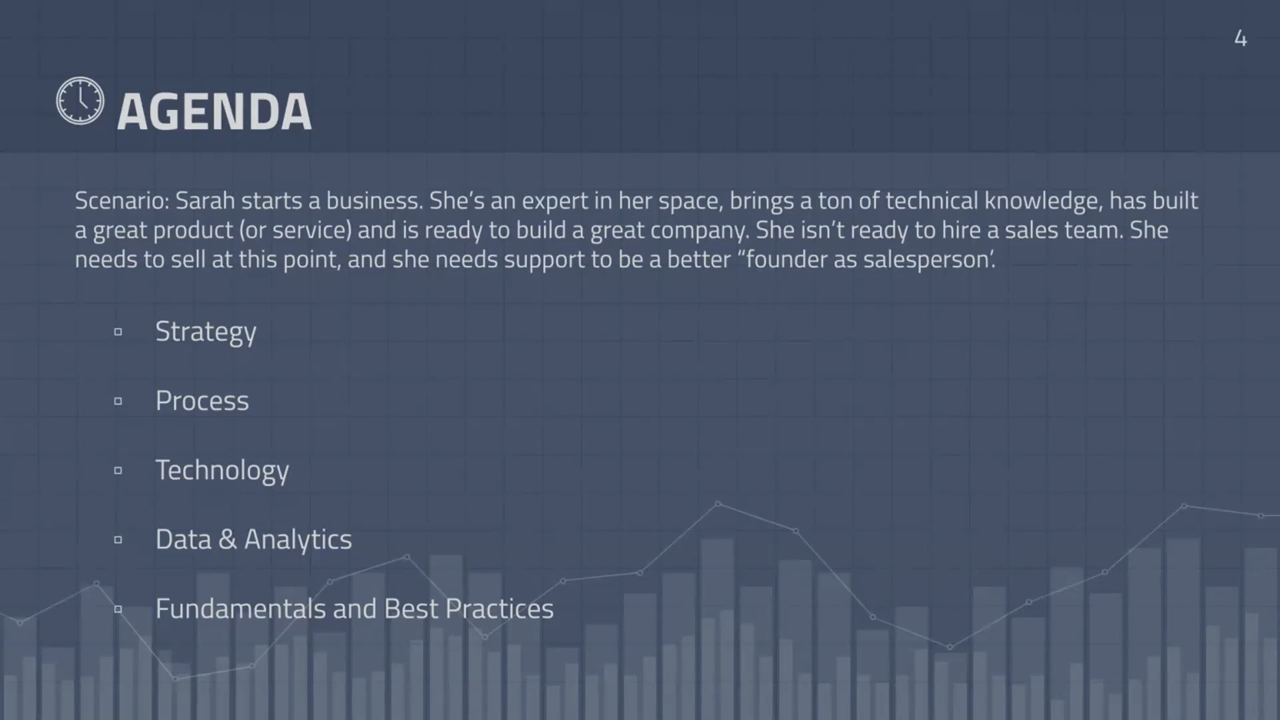 4
AGENDA
Scenario: Sarah starts a business. She’s an expert in her space, brings a ton of technical knowledge, has built
a great product (or service) and is ready to build a great company. She isn’t ready to hire a sales team. She
needs to sell at this point, and she needs support to be a better “founder as salesperson’.
Strategy
Process
Technology
Data & Analytics
Fundamentals and Best Practices